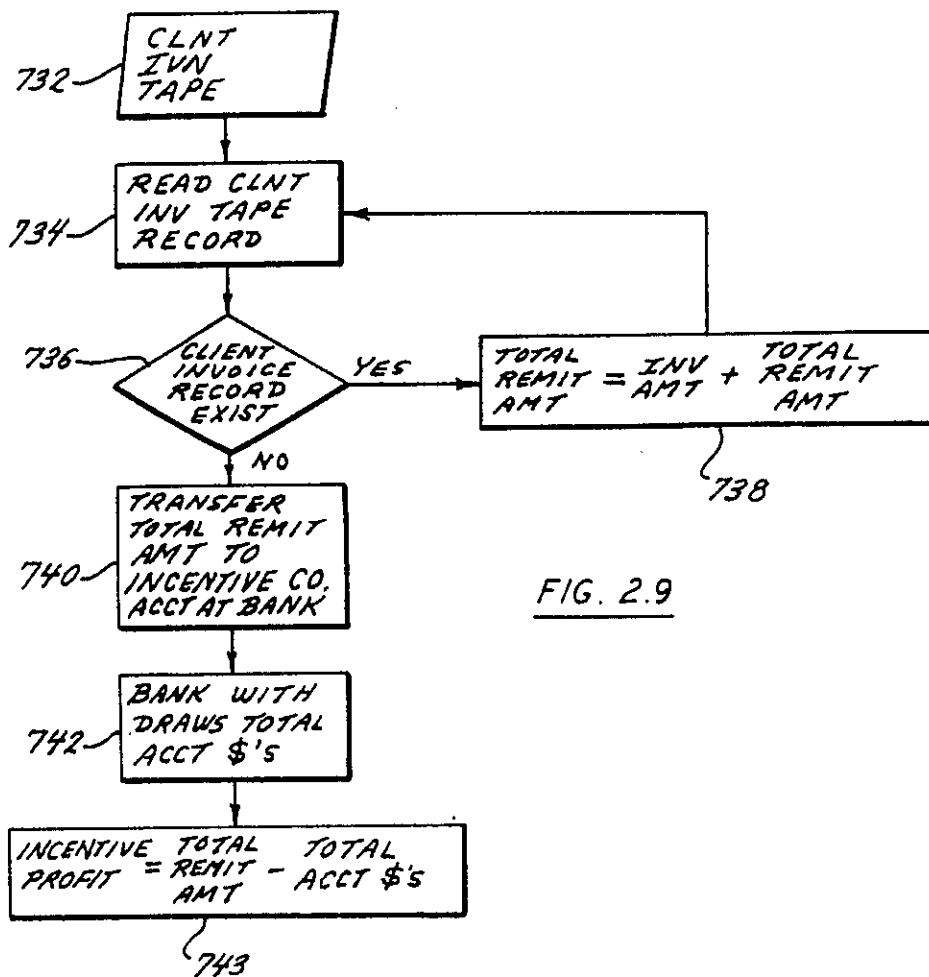 732
CLNT
IVN
TAPE
734
READ CLNT
INV TAPE
RECORD
736
CLIENT
INVOICE
RECORD
EXIST
YES
TOTAL
REMIT
AMT
=
INV
AMT
+
TOTAL
REMIT
AMT
738
NO
740
TRANSFER
TOTAL REMIT
AMT TO
INCENTIVE CO.
ACCT AT BANK
FIG. 2.9
742
BANK WITH
DRAWS TOTAL
ACCT $'s
INCENTIVE
PROFIT
=
TOTAL
REMIT
AMT
-
TOTAL
ACCT $'s
743